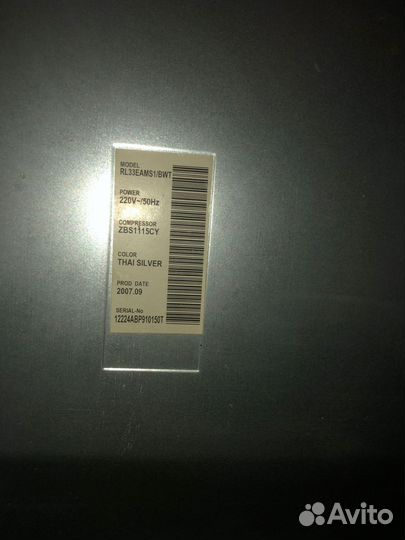 MODEL
RL33EAMS1/BWT
POWER
220V~/50Hz
COMPRESSOR
ZBS1115CY
COLOR
THAI SILVER
PROD DATE
2007.09
SERIAL-No
12224ABP910150T
Avito